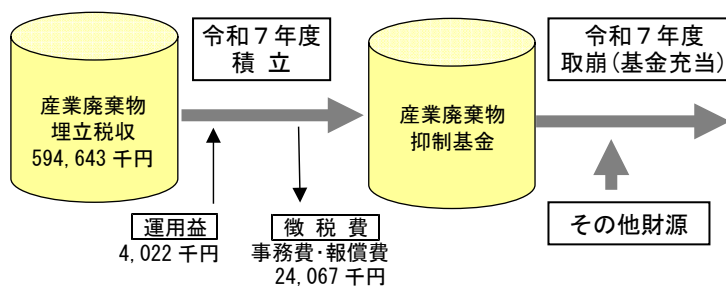 令和７年度
積 立
令和７年度
取崩（基金充当）
産業廃棄物
埋立税収
594,643 千円
産業廃棄物
抑制基金
運用益
4,022 千円
徴 税 費
事務費・報償費
24,067 千円
その他財源